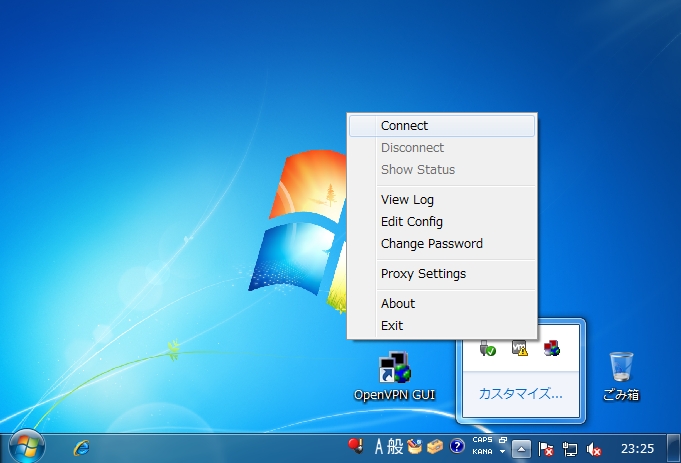 Connect
Disconnect
Show Status
View Log
Edit Config
Change Password
Proxy Settings
About
Exit
OpenVPN GUI
カスタマイズ...
ごみ箱
A 般
CAPS
KANA
23:25